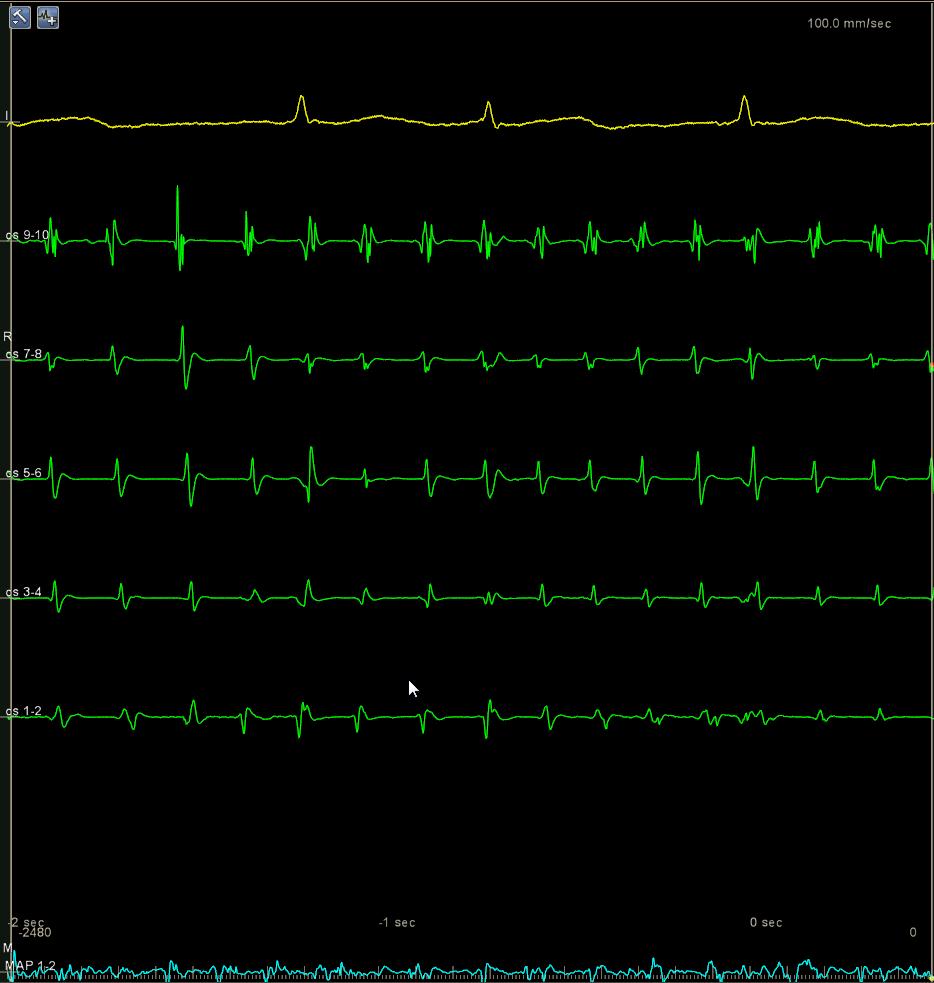 100.0 mm/sec
I
cs 9-10
R
cs 7-8
cs 5-6
cs 3-4
cs 1-2
-2 sec
-1 sec
0 sec
-2480
0
M
MAP 1-2